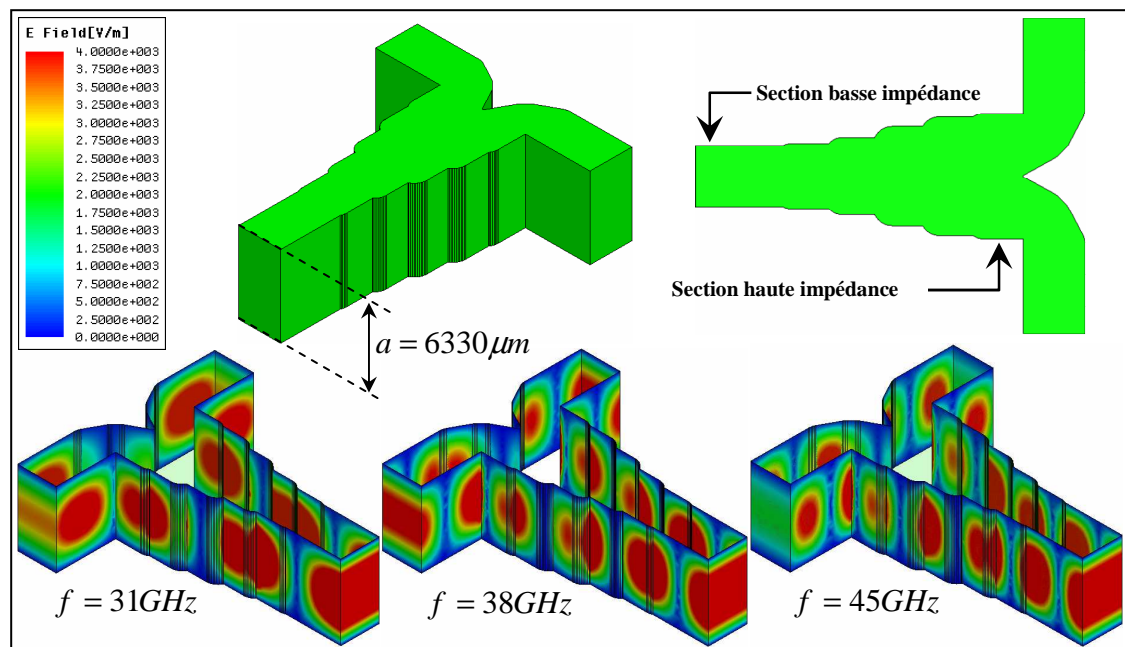 E Field[V/m]
4.0000e+003
3.7500e+003
3.5000e+003
3.2500e+003
3.0000e+003
2.7500e+003
2.5000e+003
2.2500e+003
2.0000e+003
1.7500e+003
1.5000e+003
1.2500e+003
1.0000e+003
7.5000e+002
5.0000e+002
2.5000e+002
0.0000e+000
Section basse impédance
Section haute impédance
a = 6330μm
f = 31GHz
f = 38GHz
f = 45GHz